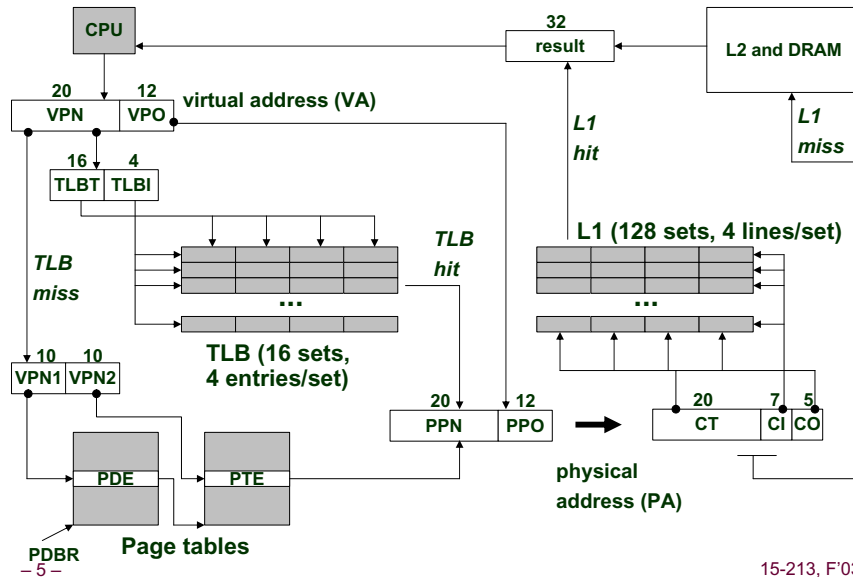 CPU
32
result
L2 and DRAM
20 12
VPN VPO
virtual address (VA)
L1
hit
L1
miss
16 4
TLBT TLBI
TLB
miss
TLB
hit
L1 (128 sets, 4 lines/set)
...
...
TLB (16 sets,
4 entries/set)
10 10
VPN1 VPN2
20 12
PPN PPO
20 7 5
CT CI CO
physical
address (PA)
PDE
PTE
PDBR
Page tables
– 5 –
15-213, F'03